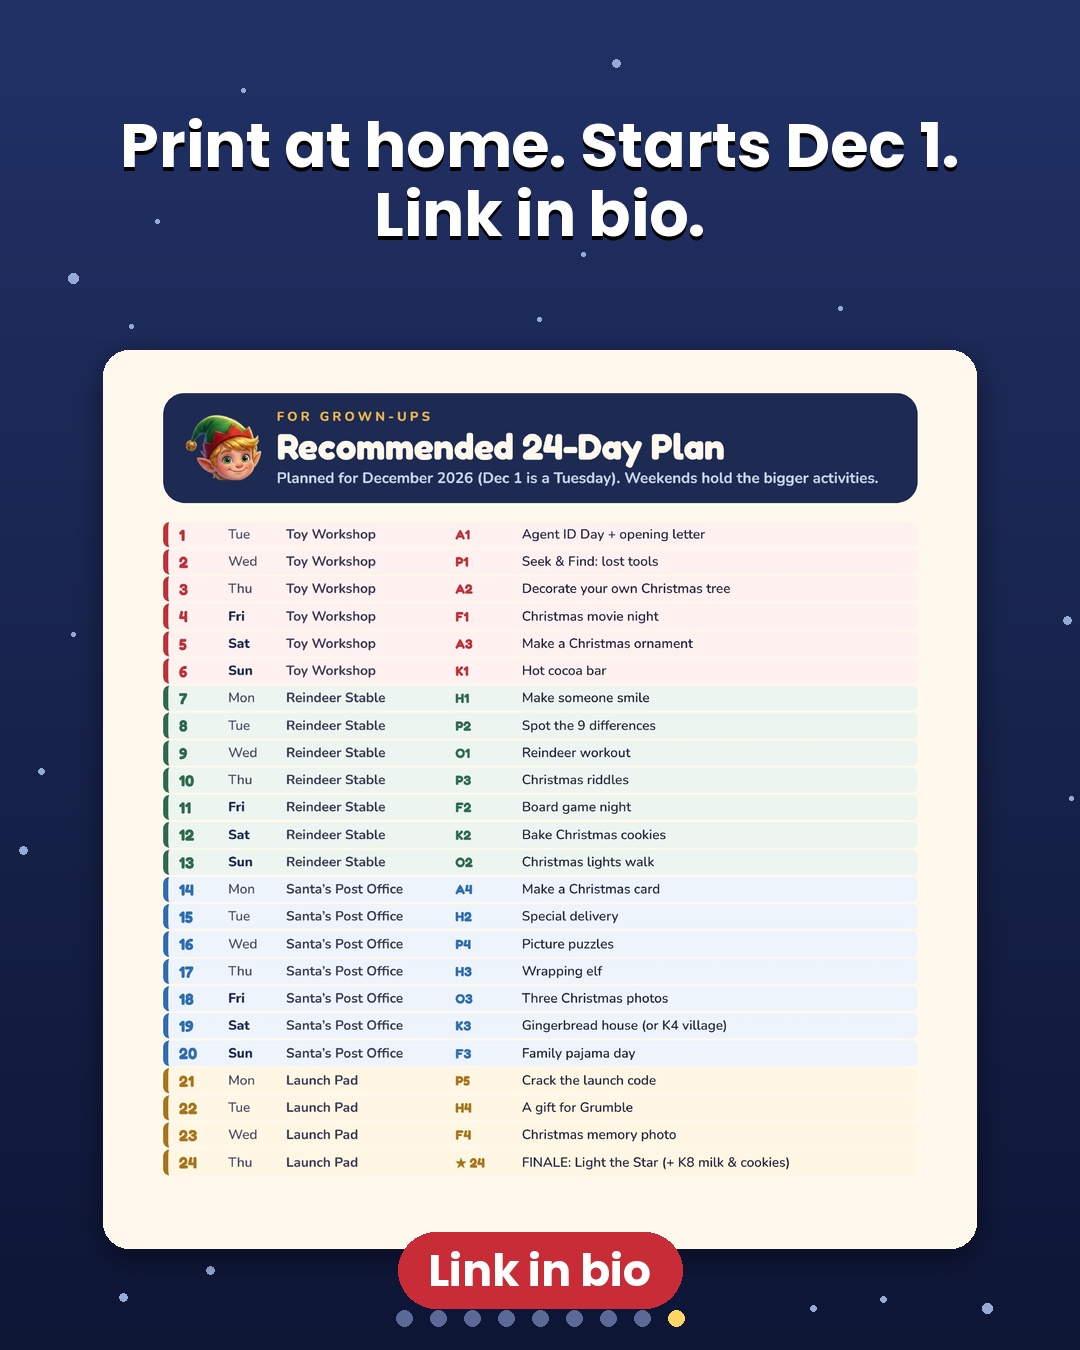 Print at home. Starts Dec 1.
Link in bio.
FOR GROWN-UPS
Recommended 24-Day Plan
Planned for December 2026 (Dec 1 is a Tuesday). Weekends hold the bigger activities.
1 Tue Toy Workshop A1 Agent ID Day + opening letter
2 Wed Toy Workshop P1 Seek & Find: lost tools
3 Thu Toy Workshop A2 Decorate your own Christmas tree
4 Fri Toy Workshop F1 Christmas movie night
5 Sat Toy Workshop A3 Make a Christmas ornament
6 Sun Toy Workshop K1 Hot cocoa bar
7 Mon Reindeer Stable H1 Make someone smile
8 Tue Reindeer Stable P2 Spot the 9 differences
9 Wed Reindeer Stable O1 Reindeer workout
10 Thu Reindeer Stable P3 Christmas riddles
11 Fri Reindeer Stable F2 Board game night
12 Sat Reindeer Stable K2 Bake Christmas cookies
13 Sun Reindeer Stable O2 Christmas lights walk
14 Mon Santa's Post Office A4 Make a Christmas card
15 Tue Santa's Post Office H2 Special delivery
16 Wed Santa's Post Office P4 Picture puzzles
17 Thu Santa's Post Office H3 Wrapping elf
18 Fri Santa's Post Office O3 Three Christmas photos
19 Sat Santa's Post Office K3 Gingerbread house (or K4 village)
20 Sun Santa's Post Office F3 Family pajama day
21 Mon Launch Pad P5 Crack the launch code
22 Tue Launch Pad H4 A gift for Grumble
23 Wed Launch Pad F4 Christmas memory photo
24 Thu Launch Pad ★ 24 FINALE: Light the Star (+ K8 milk & cookies)
Link in bio